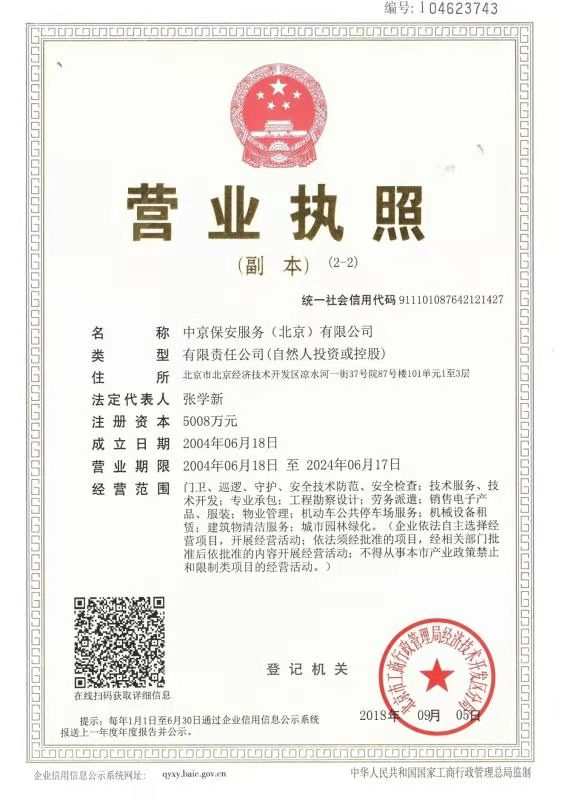 编号:104623743
营业执照
(副 本) (2-2)
统一社会信用代码 911101087642121427
名 称 中京保安服务（北京）有限公司
类 型 有限责任公司(自然人投资或控股)
住 所 北京市北京经济技术开发区凉水河一街37号院87号楼101单元1至3层
法定代表人 张学新
注册资本 5008万元
成立日期 2004年06月18日
营业期限 2004年06月18日 至 2024年06月17日
经营范围 门卫、巡逻、守护、安全技术防范、安全检查；技术服务、技
术开发；专业承包；工程勘察设计；劳务派遣；销售电子产
品、服装；物业管理；机动车公共停车场服务；机械设备租
赁；建筑物清洁服务；城市园林绿化。（企业依法自主选择经
营项目，开展经营活动；依法须经批准的项目，经相关部门批
准后依批准的内容开展经营活动；不得从事本市产业政策禁止
和限制类项目的经营活动。）
在线扫码获取详细信息
登记机关
北京市工商行政管理局经济技术开发区分局
2018年 09月 05日
提示：每年1月1日至6月30日通过企业信用信息公示系统
报送上一年度年度报告并公示。
企业信用信息公示系统网址： qyxy.baic.gov.cn
中华人民共和国国家工商行政管理总局监制